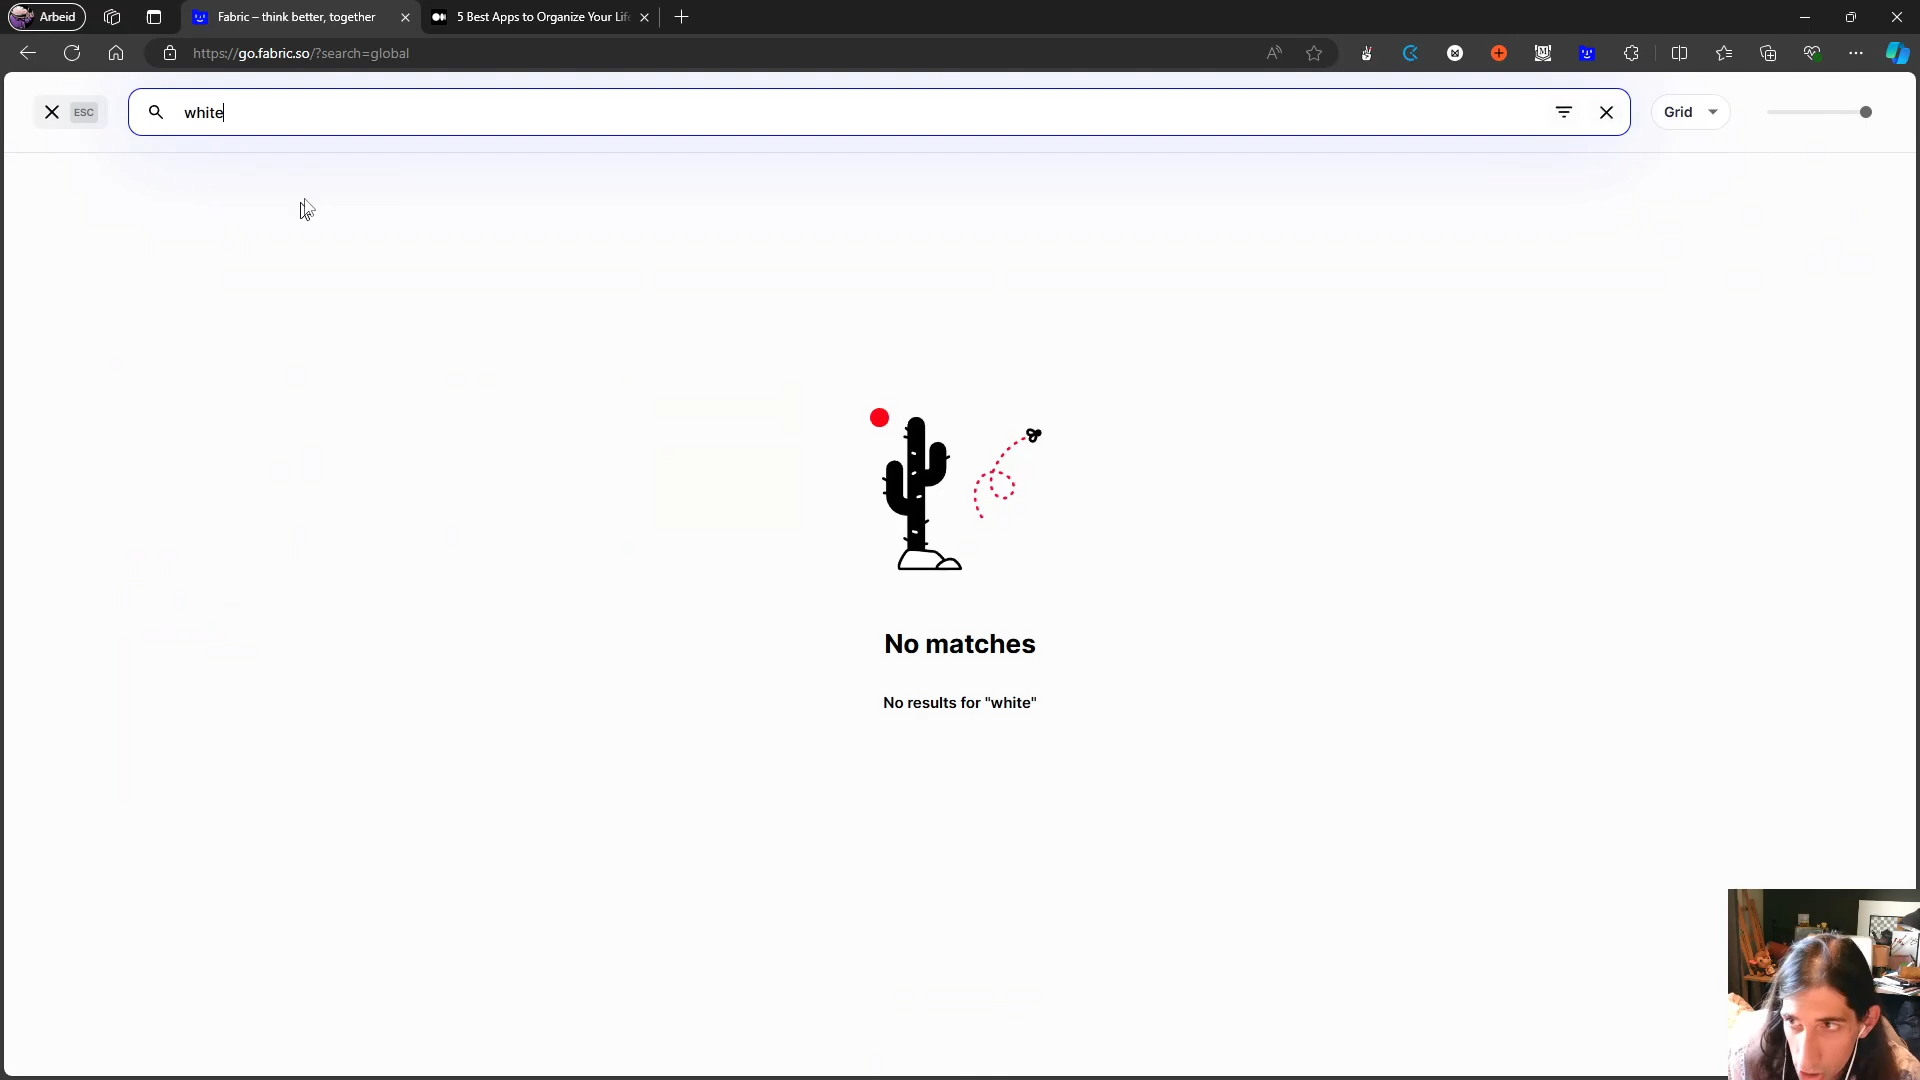 Arbeid
Fabric – think better, together
5 Best Apps to Organize Your Life
https://go.fabric.so/?search=global
ESC
white
Grid
No matches
No results for "white"